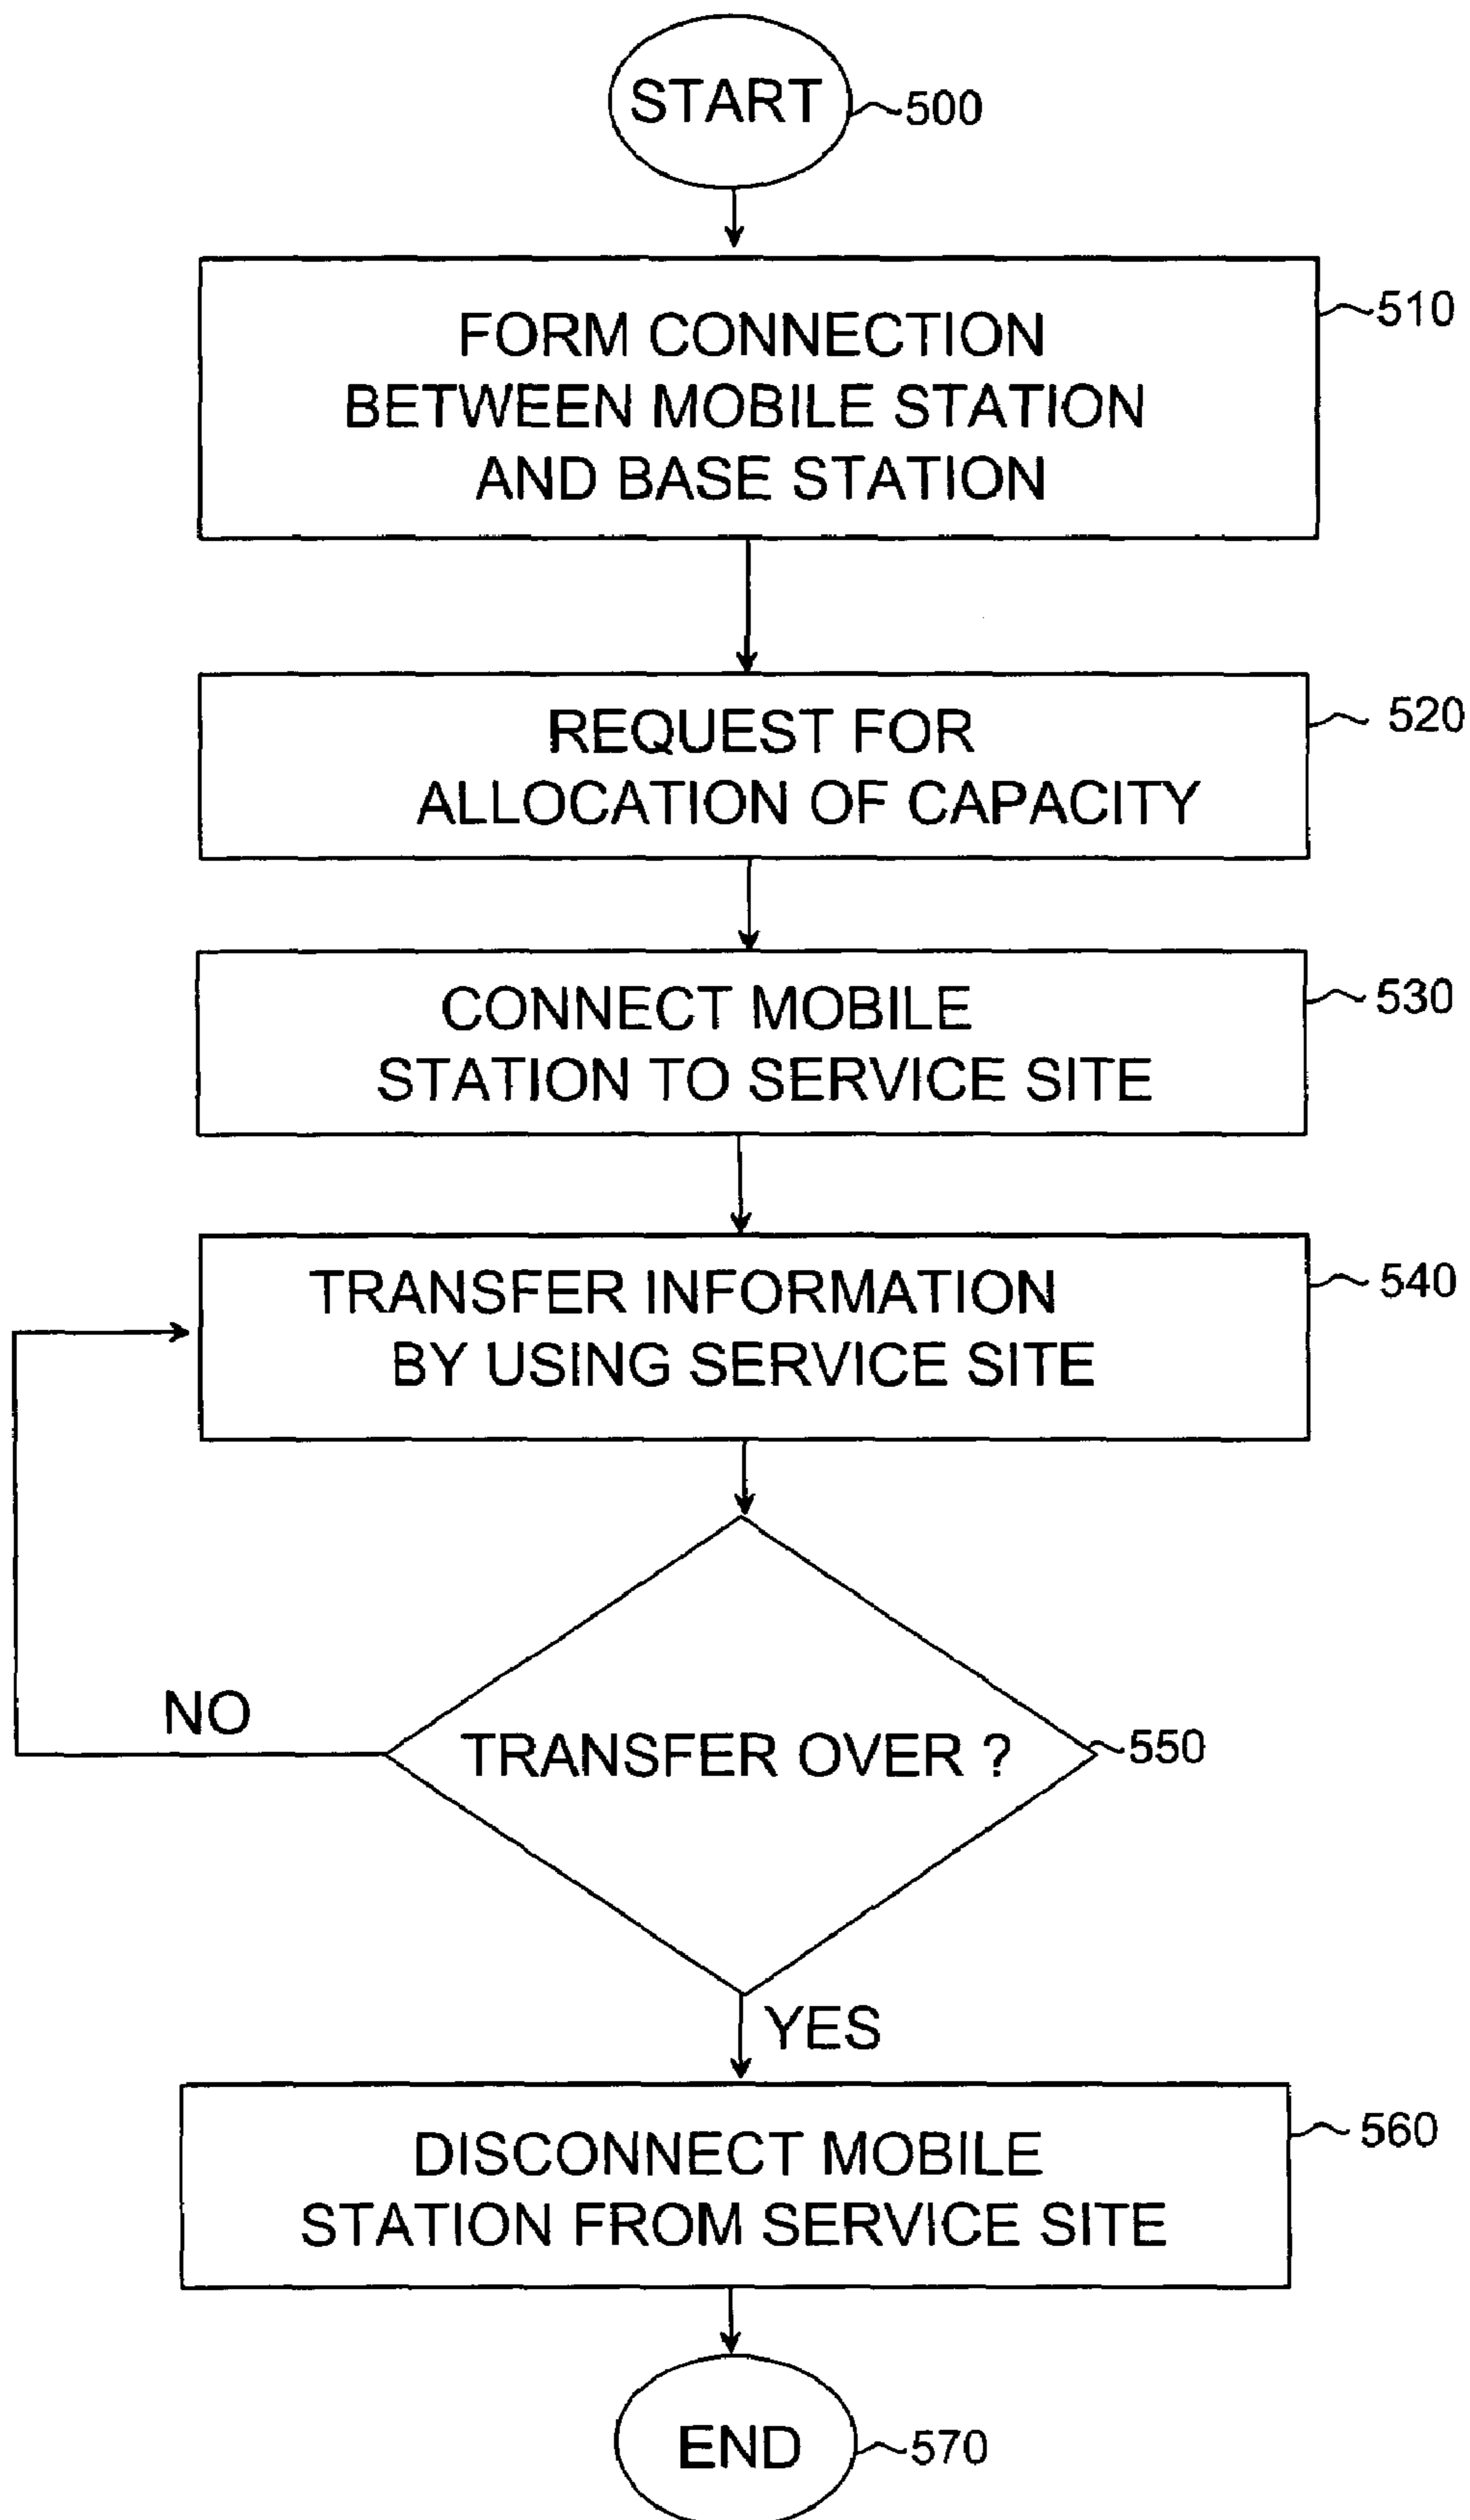 START
500
FORM CONNECTION
BETWEEN MOBILE STATION
AND BASE STATION
510
REQUEST FOR
ALLOCATION OF CAPACITY
520
CONNECT MOBILE
STATION TO SERVICE SITE
530
TRANSFER INFORMATION
BY USING SERVICE SITE
540
NO
TRANSFER OVER ?
550
YES
DISCONNECT MOBILE
STATION FROM SERVICE SITE
560
END
570